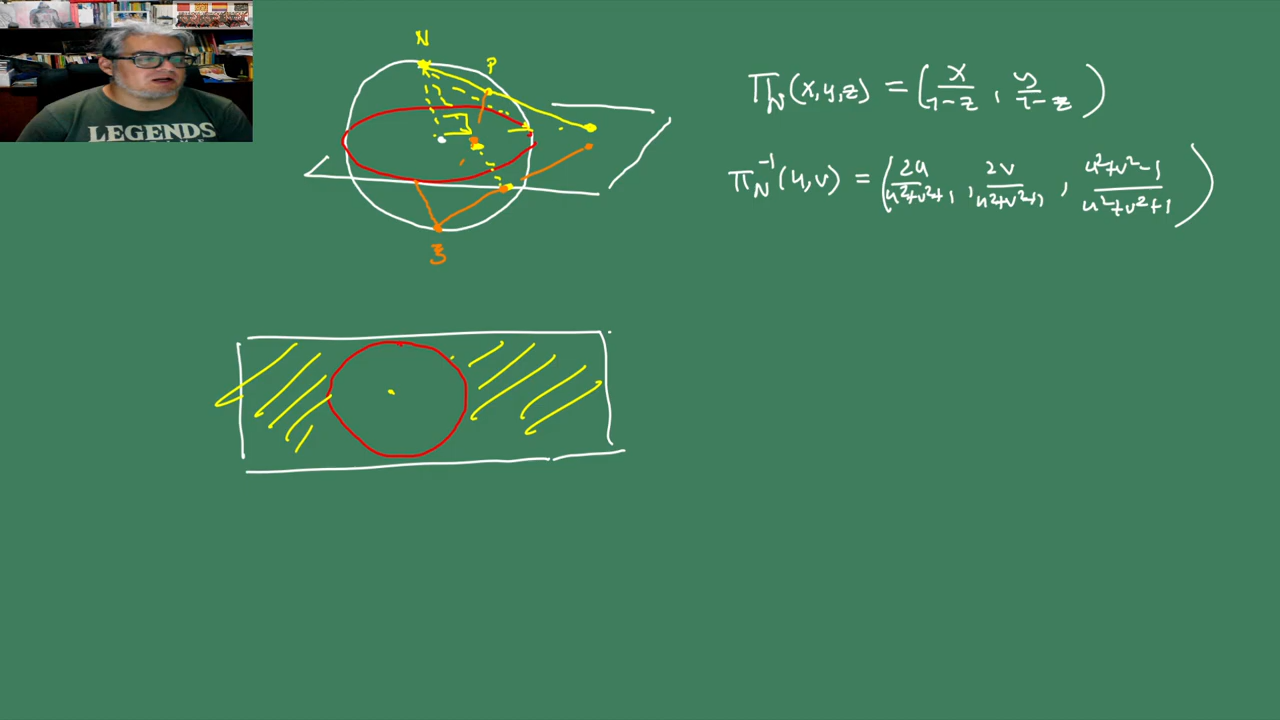 LEGENDS
N
P
π_N(x,y,z) = (x/(1-z), y/(1-z))
π_N^{-1}(u,v) = (2u/(u²+v²+1), 2v/(u²+v²+1), (u²+v²-1)/(u²+v²+1))